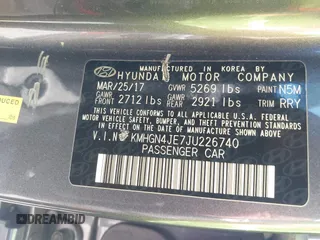 MANUFACTURED IN KOREA BY
HYUNDAI MOTOR COMPANY
MAR/25/17 GVWR 5269 lbs PAINT N5M
GAWR FRONT 2712 lbs GAWR REAR 2921 lbs TRIM RRY
THIS VEHICLE CONFORMS TO ALL APPLICABLE
FEDERAL MOTOR VEHICLE SAFETY, BUMPER, AND
THEFT PREVENTION STANDARDS IN EFFECT ON
THE DATE OF MANUFACTURE SHOWN ABOVE.
V.I.N: KMHGN4JE7JU226740
PASSENGER CAR
AUTOBIDMASTER